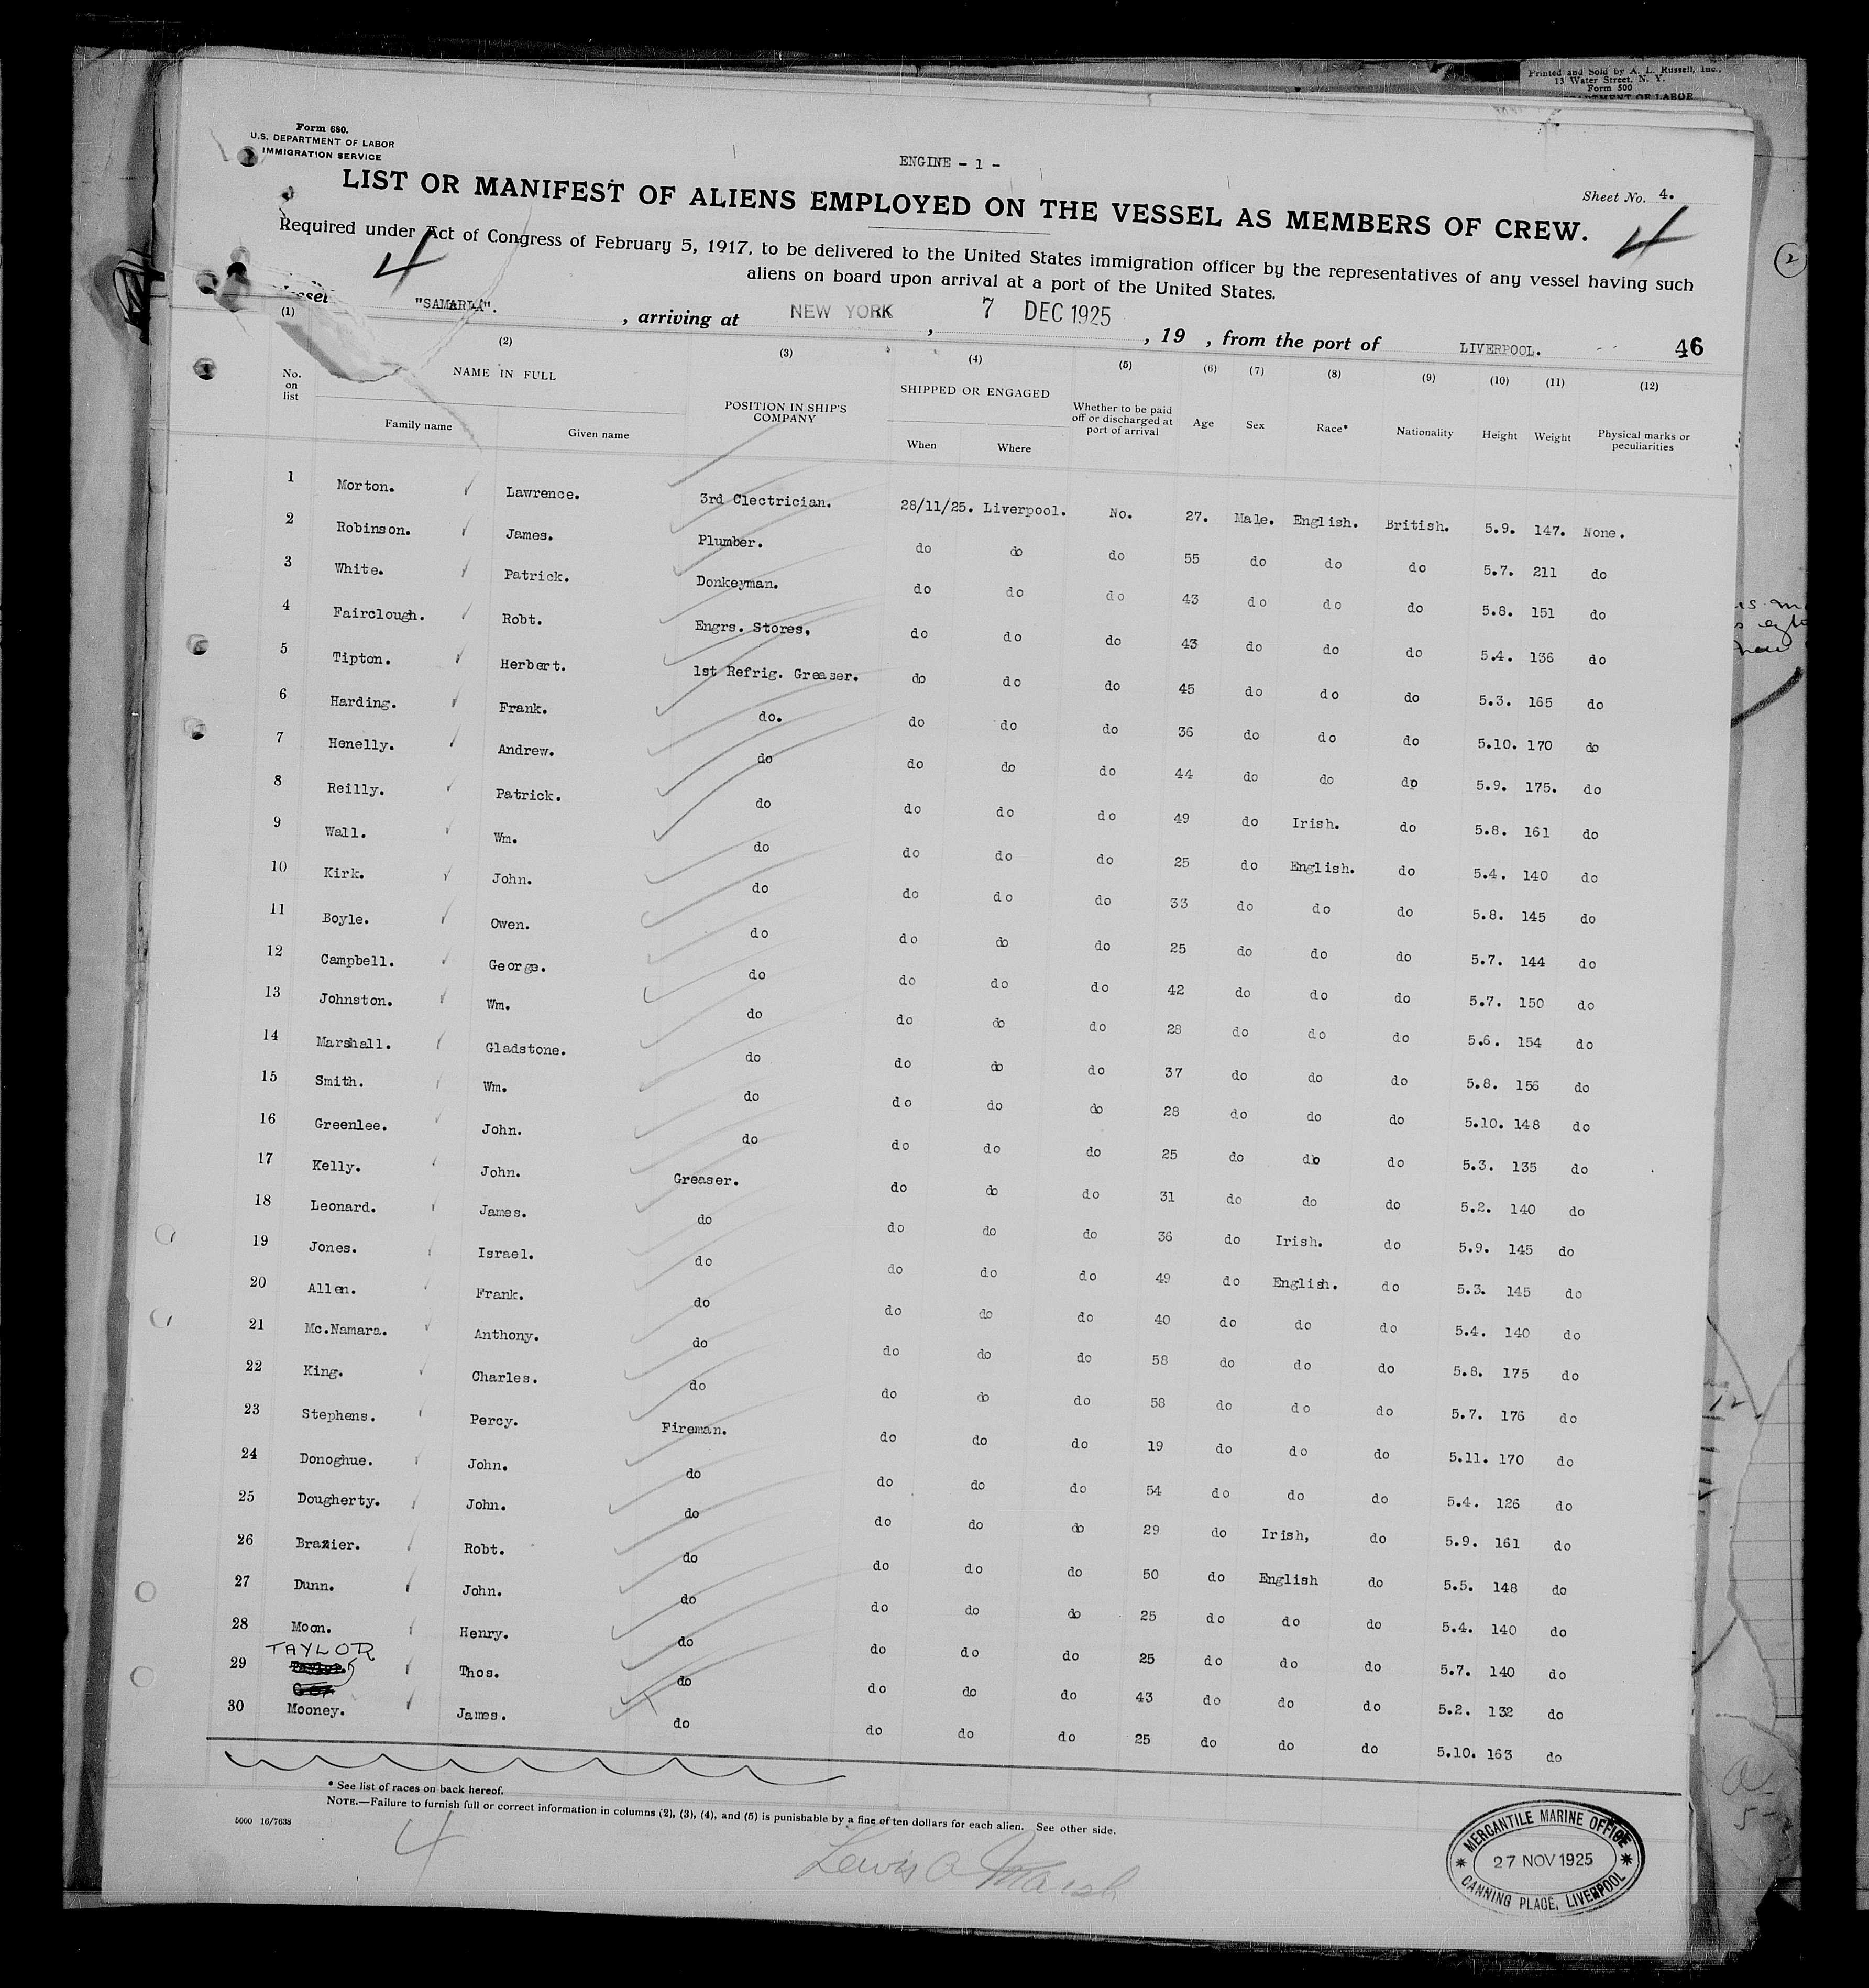 Printed and Sold by A. L. Russell, Inc.,
13 Water Street, N. Y.
Form 500
DEPARTMENT OF LABOR
Form 680.
U.S. DEPARTMENT OF LABOR
IMMIGRATION SERVICE
ENGINE - 1 -
Sheet No. 4.
LIST OR MANIFEST OF ALIENS EMPLOYED ON THE VESSEL AS MEMBERS OF CREW.
4 4
Required under Act of Congress of February 5, 1917, to be delivered to the United States immigration officer by the representatives of any vessel having such
aliens on board upon arrival at a port of the United States.
Vessel "SAMARIA". , arriving at NEW YORK , 7 DEC 1925 , 19 , from the port of LIVERPOOL. 46
(1) (2) (3) (4) (5) (6) (7) (8) (9) (10) (11) (12)
No. on list NAME IN FULL Family name Given name POSITION IN SHIP'S COMPANY SHIPPED OR ENGAGED When Where Whether to be paid off or discharged at port of arrival Age Sex Race* Nationality Height Weight Physical marks or peculiarities
1 Morton. Lawrence. 3rd Clectrician. 28/11/25. Liverpool. No. 27. Male. English. British. 5.9. 147. None.
2 Robinson. James. Plumber. do do do 55 do do do 5.7. 211 do
3 White. Patrick. Donkeyman. do do do 43 do do do 5.8. 151 do
4 Fairclough. Robt. Engrs. Stores. do do do 43 do do do 5.4. 136 do
5 Tipton. Herbert. 1st Refrig. Greaser. do do do 45 do do do 5.3. 165 do
6 Harding. Frank. do. do do do 36 do do do 5.10. 170 do
7 Henelly. Andrew. do do do do 44 do do do 5.9. 175. do
8 Reilly. Patrick. do do do do 49 do Irish. do 5.8. 161 do
9 Wall. Wm. do do do do 25 do English. do 5.4. 140 do
10 Kirk. John. do do do do 33 do do do 5.8. 145 do
11 Boyle. Owen. do do do do 25 do do do 5.7. 144 do
12 Campbell. George. do do do do 42 do do do 5.7. 150 do
13 Johnston. Wm. do do do do 28 do do do 5.6. 154 do
14 Marshall. Gladstone. do do do do 37 do do do 5.8. 156 do
15 Smith. Wm. do do do do 28 do do do 5.10. 148 do
16 Greenlee. John. do do do do 25 do do do 5.3. 135 do
17 Kelly. John. Greaser. do do do 31 do do do 5.2. 140 do
18 Leonard. James. do do do do 36 do Irish. do 5.9. 145 do
19 Jones. Israel. do do do do 49 do English. do 5.3. 145 do
20 Allen. Frank. do do do do 40 do do do 5.4. 140 do
21 Mc.Namara. Anthony. do do do do 58 do do do 5.8. 175 do
22 King. Charles. do do do do 58 do do do 5.7. 176 do
23 Stephens. Percy. Fireman. do do do 19 do do do 5.11. 170 do
24 Donoghue. John. do do do do 54 do do do 5.4. 126 do
25 Dougherty. John. do do do do 29 do Irish, do 5.9. 161 do
26 Brazier. Robt. do do do do 50 do English do 5.5. 148 do
27 Dunn. John. do do do do 25 do do do 5.4. 140 do
28 Moon. Henry. do do do do 25 do do do 5.7. 140 do
29 TAYLOR Thos. do do do do 43 do do do 5.2. 132 do
30 Mooney. James. do do do do 25 do do do 5.10. 163 do
* See list of races on back hereof.
NOTE.—Failure to furnish full or correct information in columns (2), (3), (4), and (5) is punishable by a fine of ten dollars for each alien. See other side.
5000 16/7638
4
Lewis A Marsh
MERCANTILE MARINE OFFICE
27 NOV 1925
CANNING PLACE, LIVERPOOL